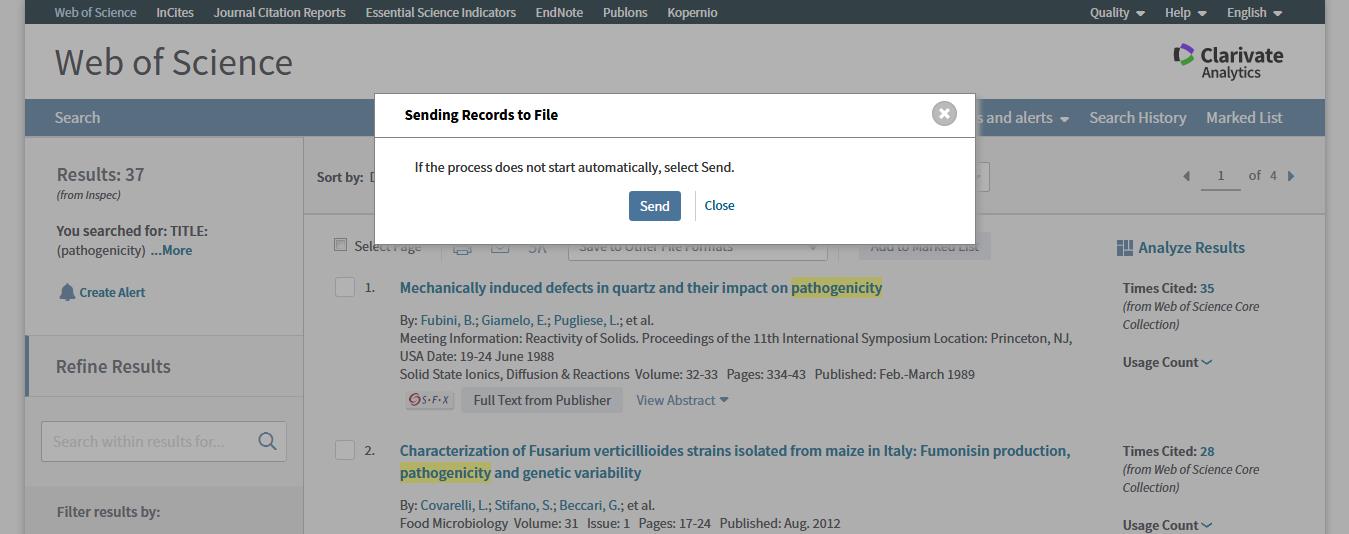 Web of Science InCites Journal Citation Reports Essential Science Indicators EndNote Publons Kopernio Quality Help English
Web of Science
Clarivate
Analytics
Sending Records to File
Search
s and alerts Search History Marked List
If the process does not start automatically, select Send.
Send Close
Results: 37
(from Inspec)
Sort by:
1 of 4
You searched for: TITLE:
(pathogenicity) ...More
Select Page
Save to Other File Formats
Add to Marked List
Analyze Results
Create Alert
1. Mechanically induced defects in quartz and their impact on pathogenicity
Times Cited: 35
(from Web of Science Core
Collection)
By: Fubini, B.; Giamelo, E.; Pugliese, L.; et al.
Meeting Information: Reactivity of Solids. Proceedings of the 11th International Symposium Location: Princeton, NJ,
USA Date: 19-24 June 1988
Solid State Ionics, Diffusion & Reactions Volume: 32-33 Pages: 334-43 Published: Feb.-March 1989
Usage Count
S·F·X Full Text from Publisher View Abstract
Refine Results
Search within results for...
2. Characterization of Fusarium verticillioides strains isolated from maize in Italy: Fumonisin production,
pathogenicity and genetic variability
Times Cited: 28
(from Web of Science Core
Collection)
By: Covarelli, L.; Stifano, S.; Beccari, G.; et al.
Food Microbiology Volume: 31 Issue: 1 Pages: 17-24 Published: Aug. 2012
Usage Count
Filter results by: